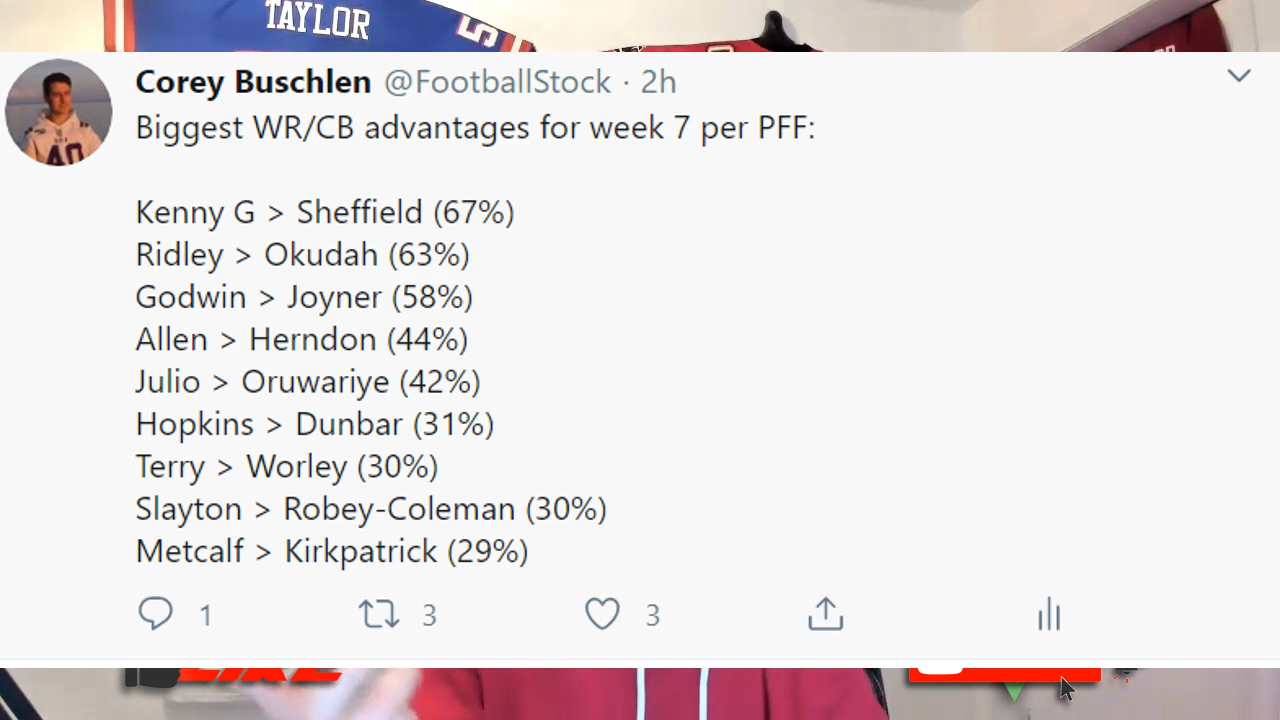 TAYLOR
Corey Buschlen @FootballStock · 2h
Biggest WR/CB advantages for week 7 per PFF:
Kenny G > Sheffield (67%)
Ridley > Okudah (63%)
Godwin > Joyner (58%)
Allen > Herndon (44%)
Julio > Oruwariye (42%)
Hopkins > Dunbar (31%)
Terry > Worley (30%)
Slayton > Robey-Coleman (30%)
Metcalf > Kirkpatrick (29%)
1 3 3